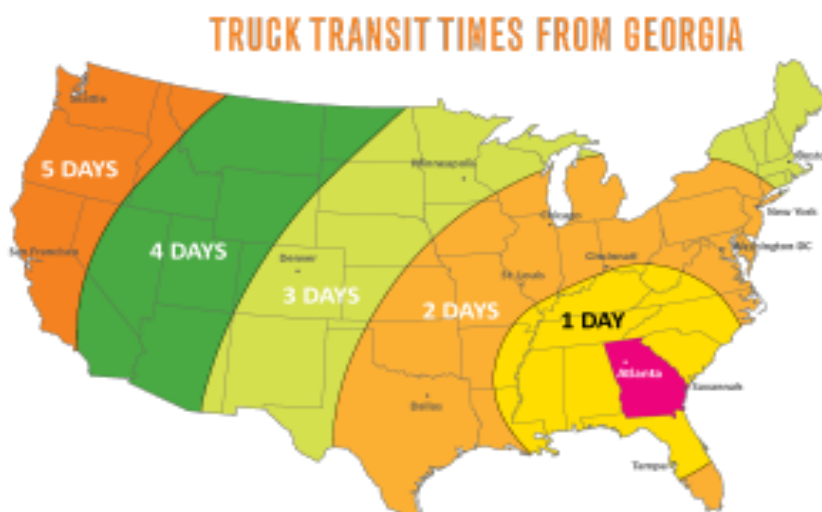 TRUCK TRANSIT TIMES FROM GEORGIA
Seattle
5 DAYS
Minneapolis
Boston
New York
San Francisco
4 DAYS
Denver
Chicago
Washington DC
Cincinnati
St. Louis
3 DAYS
2 DAYS
1 DAY
Atlanta
Savannah
Dallas
Tampa